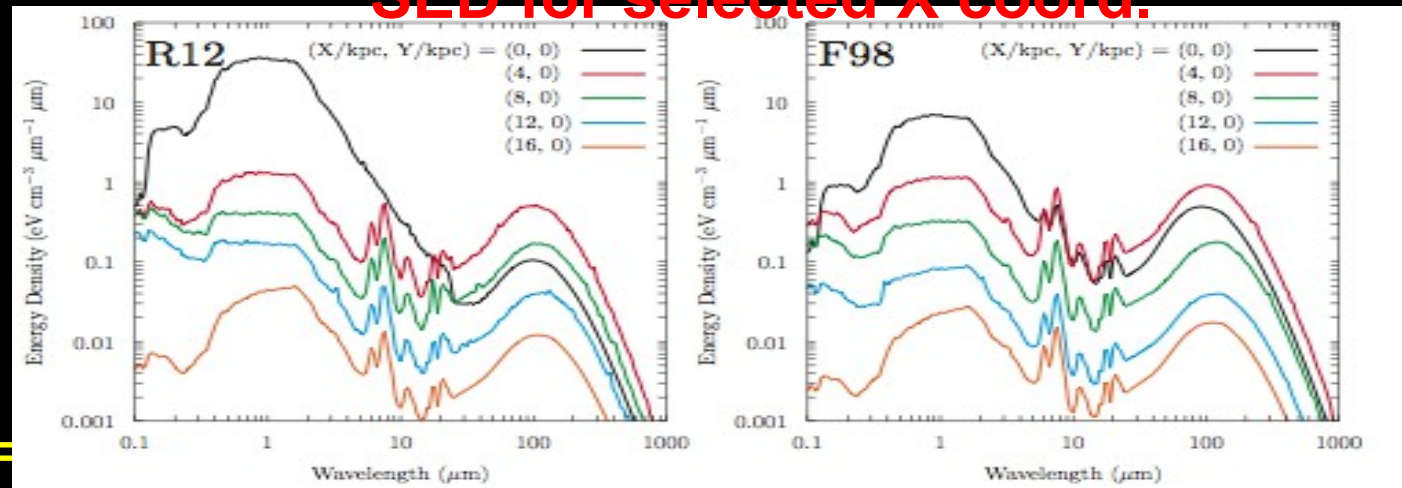 SED for selected X coord.
R12
(X/kpc, Y/kpc) = (0, 0)
(4, 0)
(8, 0)
(12, 0)
(16, 0)
Energy Density (eV cm⁻³ μm⁻¹ μm)
100
10
1
0.1
0.01
0.001
0.1 1 10 100 1000
Wavelength (μm)
F98
(X/kpc, Y/kpc) = (0, 0)
(4, 0)
(8, 0)
(12, 0)
(16, 0)
Energy Density (eV cm⁻³ μm⁻¹ μm)
100
10
1
0.1
0.01
0.001
0.1 1 10 100 1000
Wavelength (μm)